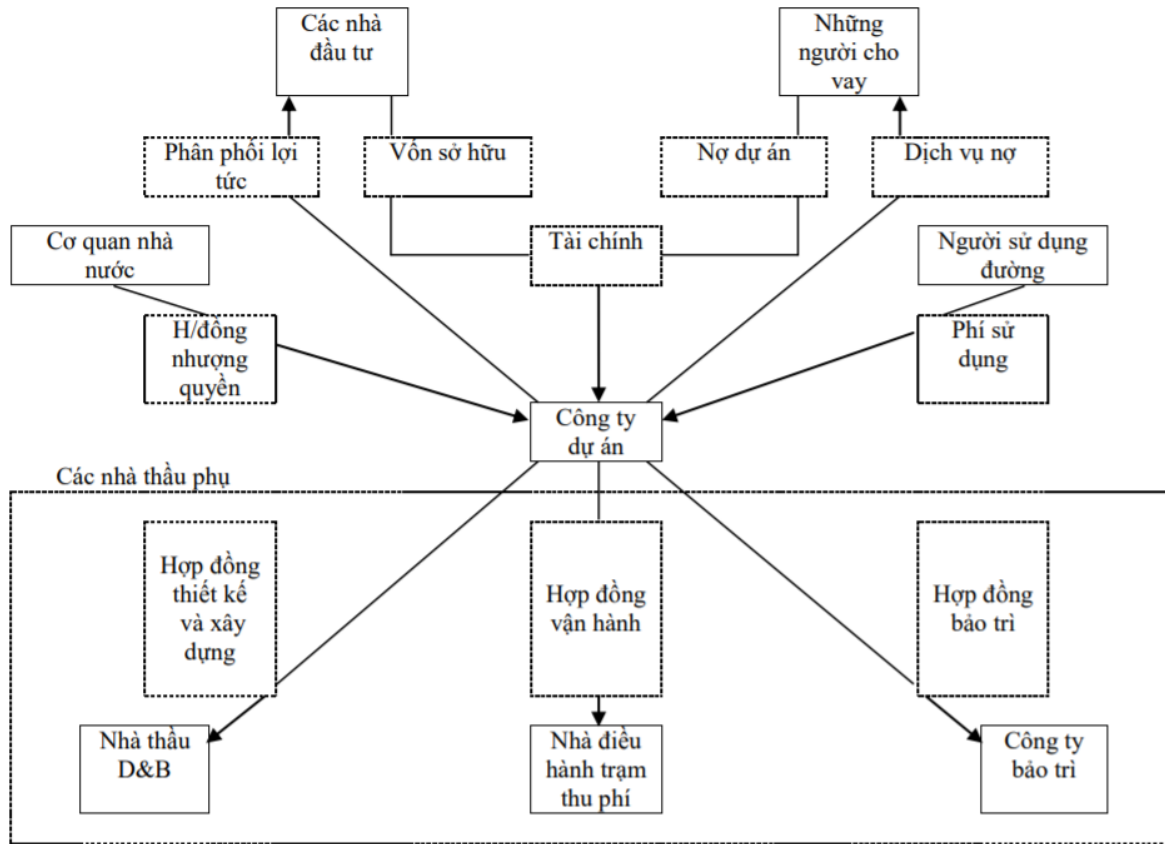 Các nhà
đầu tư
Những
người cho
vay
Phân phối lợi
tức
Vốn sở hữu
Nợ dự án
Dịch vụ nợ
Cơ quan nhà
nước
Tài chính
Người sử dụng
đường
H/đồng
nhượng
quyền
Phí sử
dụng
Công ty
dự án
Các nhà thầu phụ
Hợp đồng
thiết kế
và xây
dựng
Hợp đồng
vận hành
Hợp đồng
bảo trì
Nhà thầu
D&B
Nhà điều
hành trạm
thu phí
Công ty
bảo trì